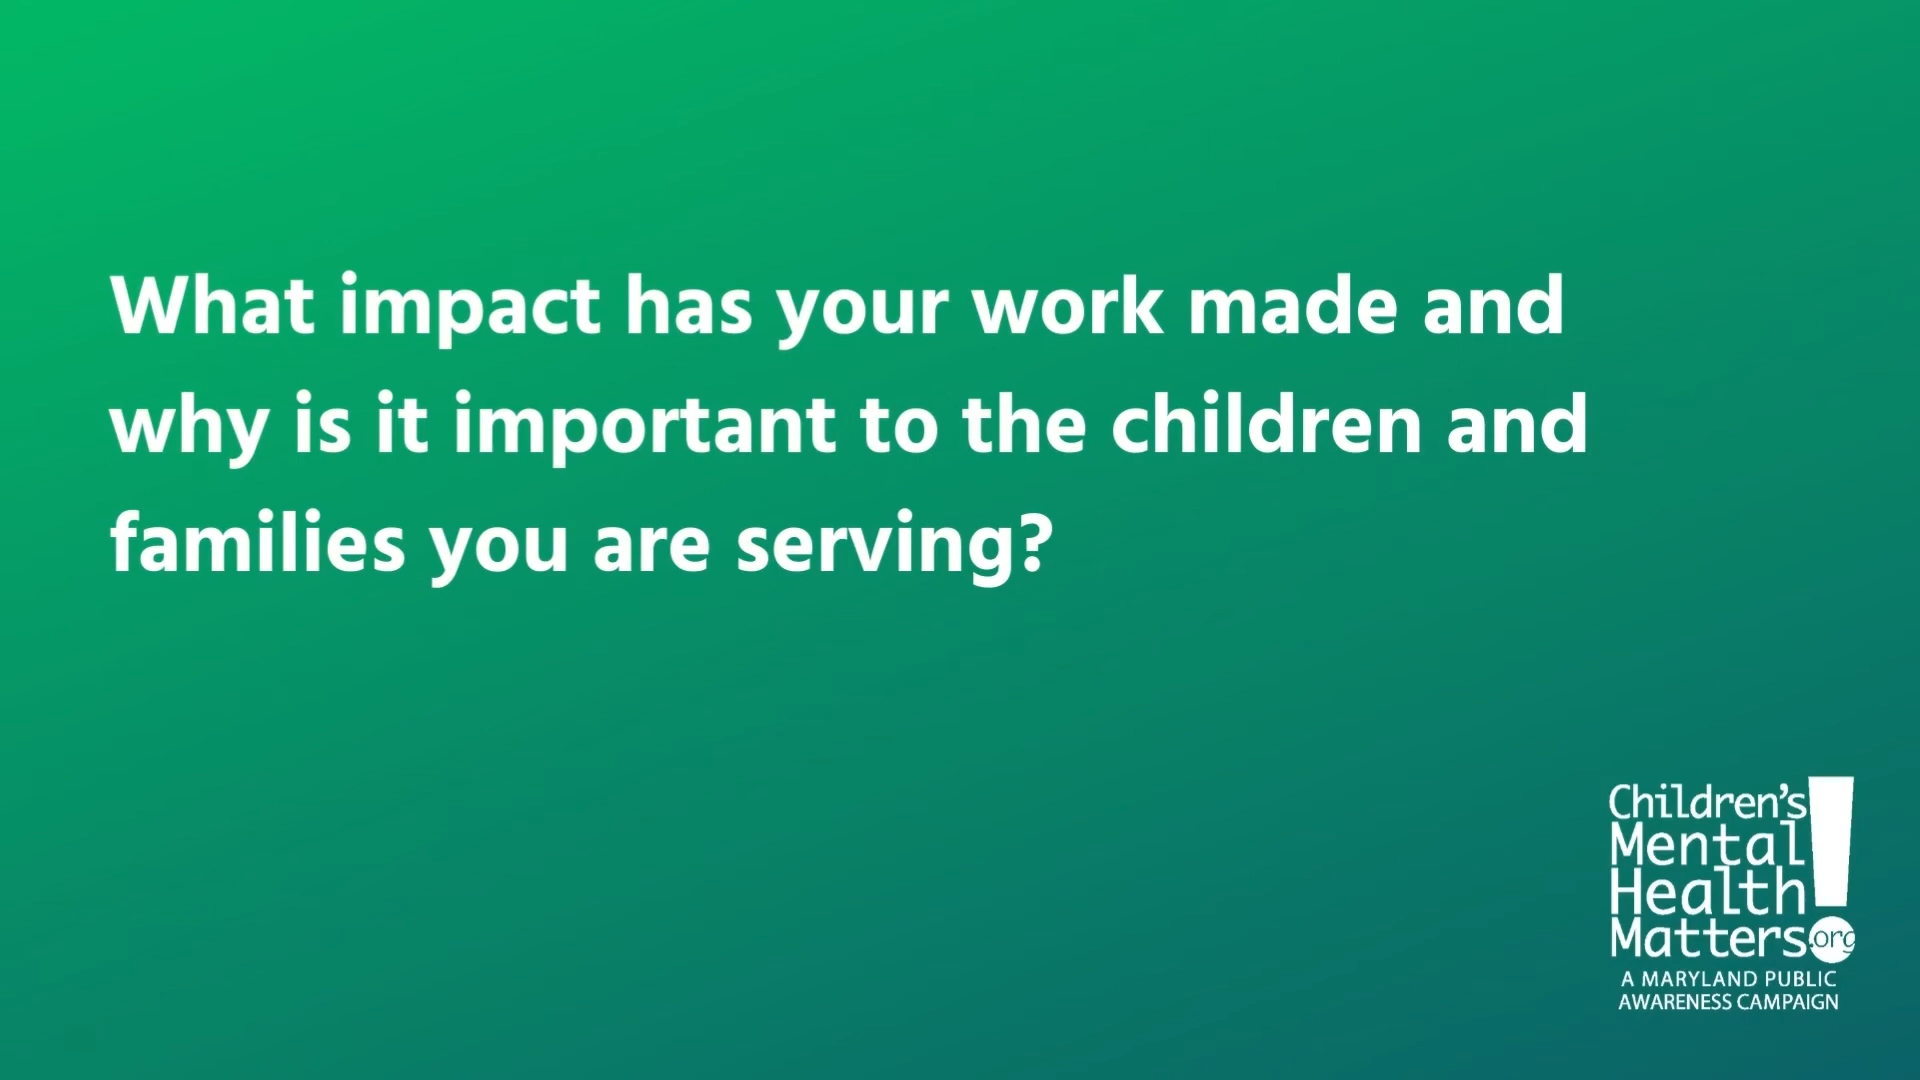 What impact has your work made and
why is it important to the children and
families you are serving?
Children's
Mental
Health
Matters.org
A MARYLAND PUBLIC
AWARENESS CAMPAIGN